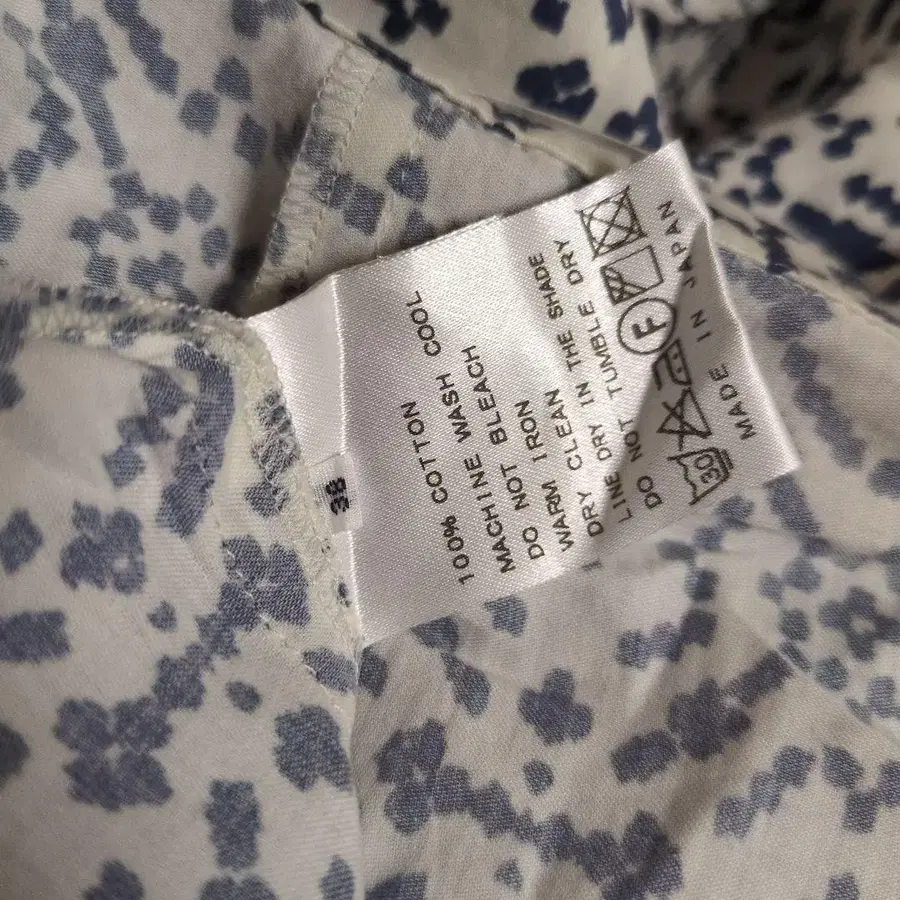 100% COTTON
MACHINE WASH COOL
DO NOT BLEACH
WARM IRON
DRY CLEAN
LINE DRY IN THE SHADE
DO NOT TUMBLE DRY
30
F
MADE IN JAPAN
38